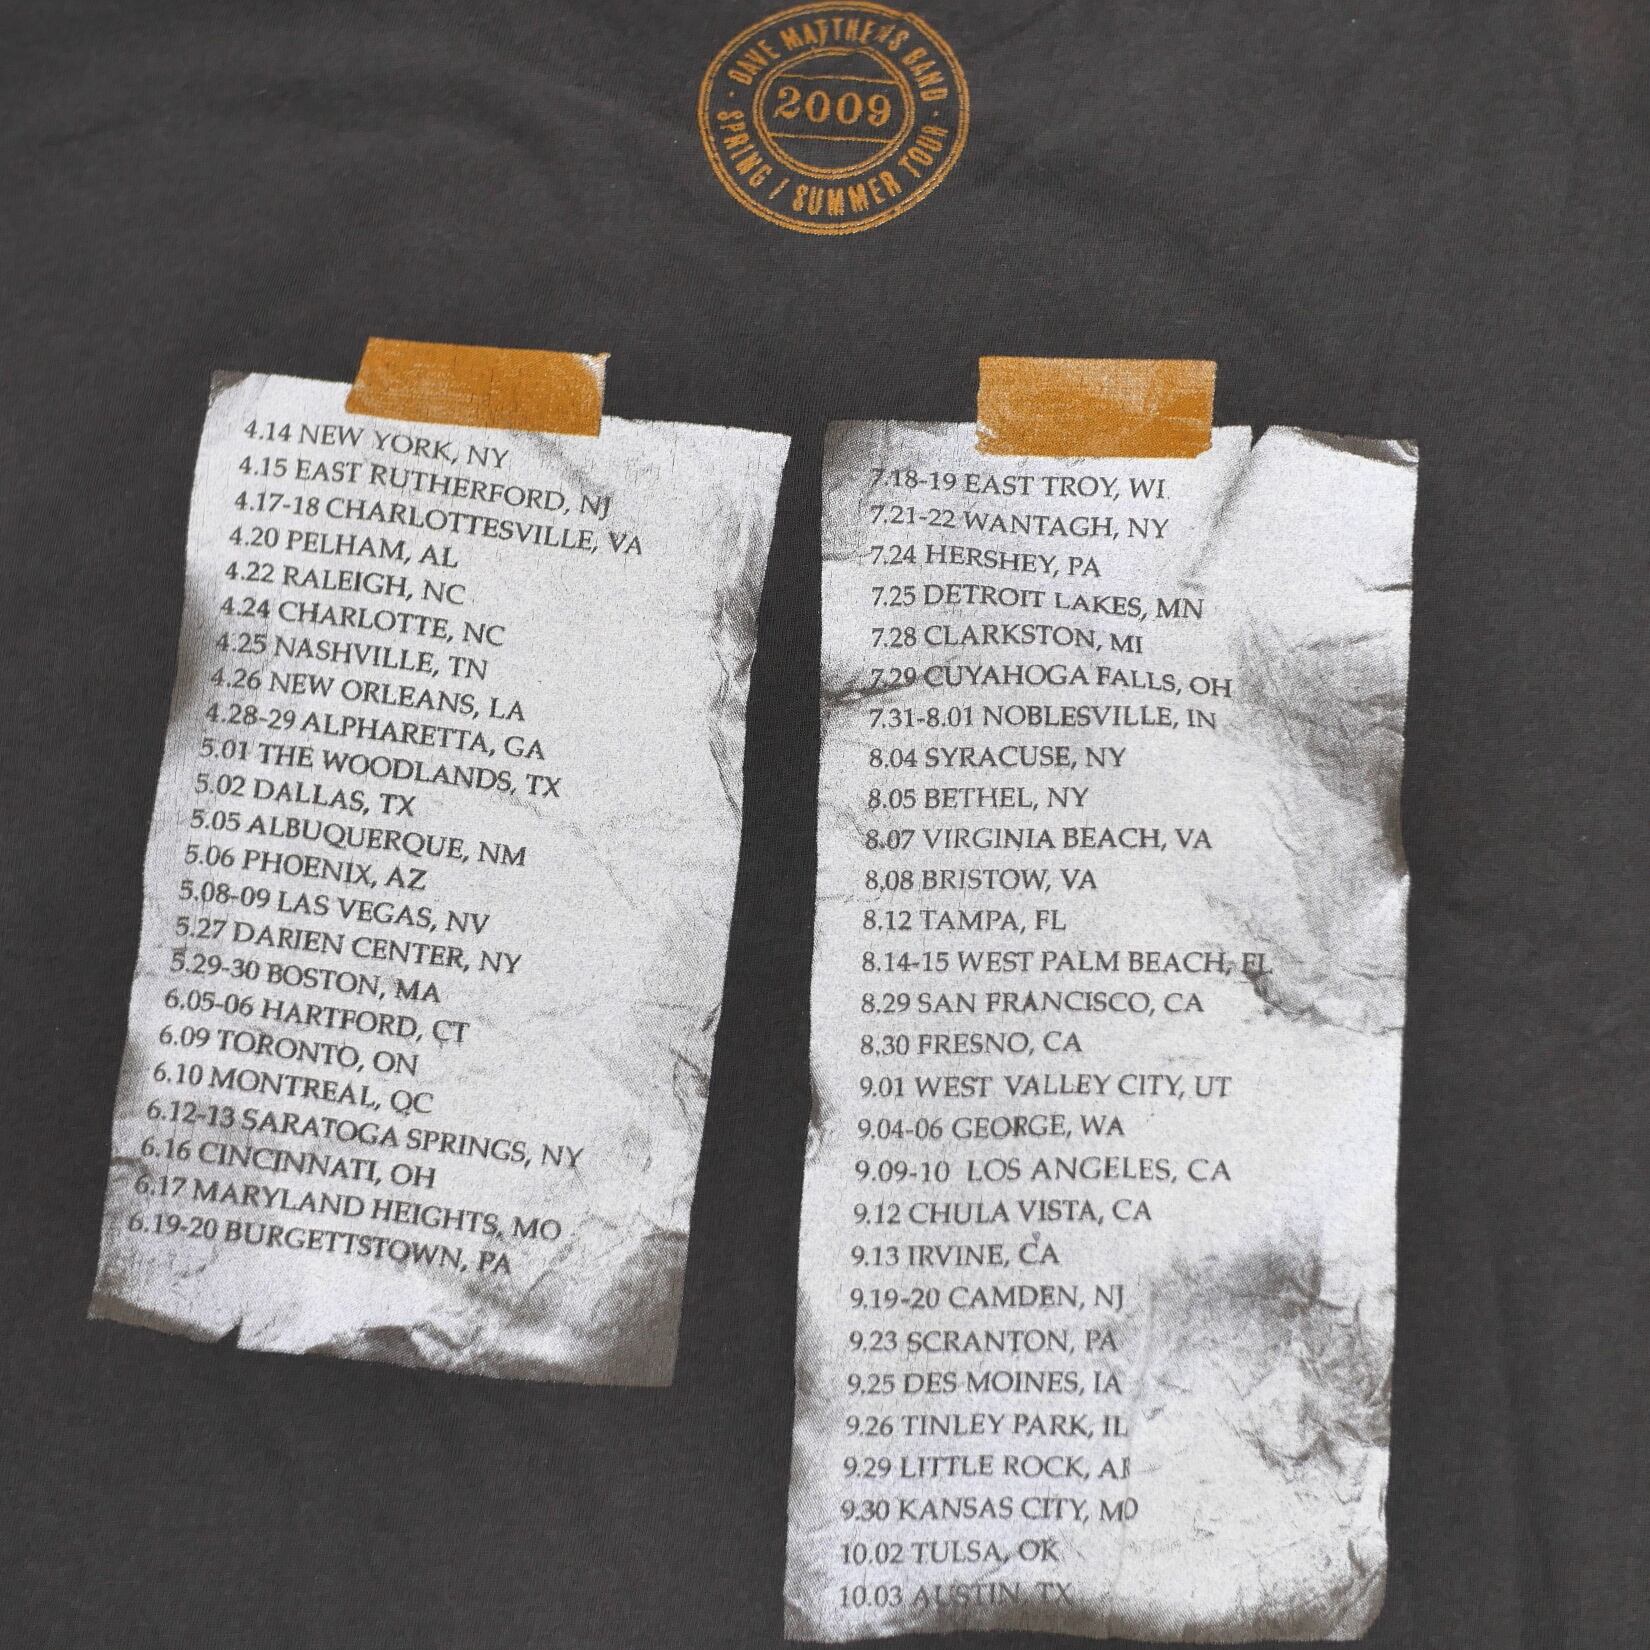 DAVE MATTHEWS BAND
2009
SPRING / SUMMER TOUR
4.14 NEW YORK, NY
4.15 EAST RUTHERFORD, NJ
4.17-18 CHARLOTTESVILLE, VA
4.20 PELHAM, AL
4.22 RALEIGH, NC
4.24 CHARLOTTE, NC
4.25 NASHVILLE, TN
4.26 NEW ORLEANS, LA
4.28-29 ALPHARETTA, GA
5.01 THE WOODLANDS, TX
5.02 DALLAS, TX
5.05 ALBUQUERQUE, NM
5.06 PHOENIX, AZ
5.08-09 LAS VEGAS, NV
5.27 DARIEN CENTER, NY
5.29-30 BOSTON, MA
6.05-06 HARTFORD, CT
6.09 TORONTO, ON
6.10 MONTREAL, QC
6.12-13 SARATOGA SPRINGS, NY
6.16 CINCINNATI, OH
6.17 MARYLAND HEIGHTS, MO
6.19-20 BURGETTSTOWN, PA
7.18-19 EAST TROY, WI
7.21-22 WANTAGH, NY
7.24 HERSHEY, PA
7.25 DETROIT LAKES, MN
7.28 CLARKSTON, MI
7.29 CUYAHOGA FALLS, OH
7.31-8.01 NOBLESVILLE, IN
8.04 SYRACUSE, NY
8.05 BETHEL, NY
8.07 VIRGINIA BEACH, VA
8.08 BRISTOW, VA
8.12 TAMPA, FL
8.14-15 WEST PALM BEACH, FL
8.29 SAN FRANCISCO, CA
8.30 FRESNO, CA
9.01 WEST VALLEY CITY, UT
9.04-06 GEORGE, WA
9.09-10 LOS ANGELES, CA
9.12 CHULA VISTA, CA
9.13 IRVINE, CA
9.19-20 CAMDEN, NJ
9.23 SCRANTON, PA
9.25 DES MOINES, IA
9.26 TINLEY PARK, IL
9.29 LITTLE ROCK, AR
9.30 KANSAS CITY, MO
10.02 TULSA, OK
10.03 AUSTIN, TX